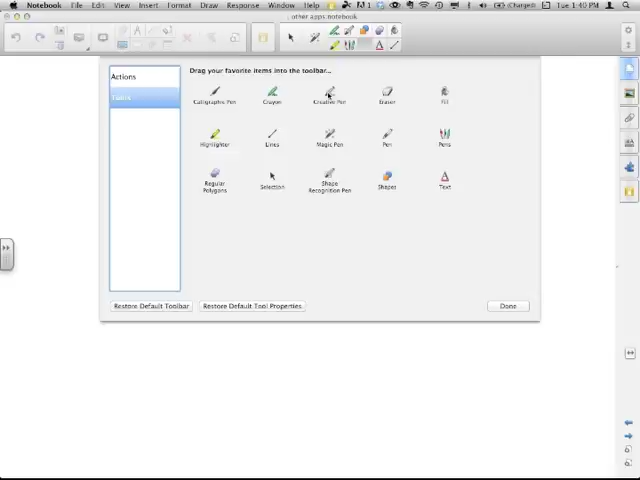 Notebook File Edit View Insert Format Draw Response Window Help 1 (Charged) Tue 1:40 PM
other apps.notebook
Drag your favorite items into the toolbar...
Actions
Tools
Calligraphic Pen Crayon Creative Pen Eraser Fill
Highlighter Lines Magic Pen Pen Pens
Regular Polygons Selection Shape Recognition Pen Shapes Text
Restore Default Toolbar Restore Default Tool Properties Done